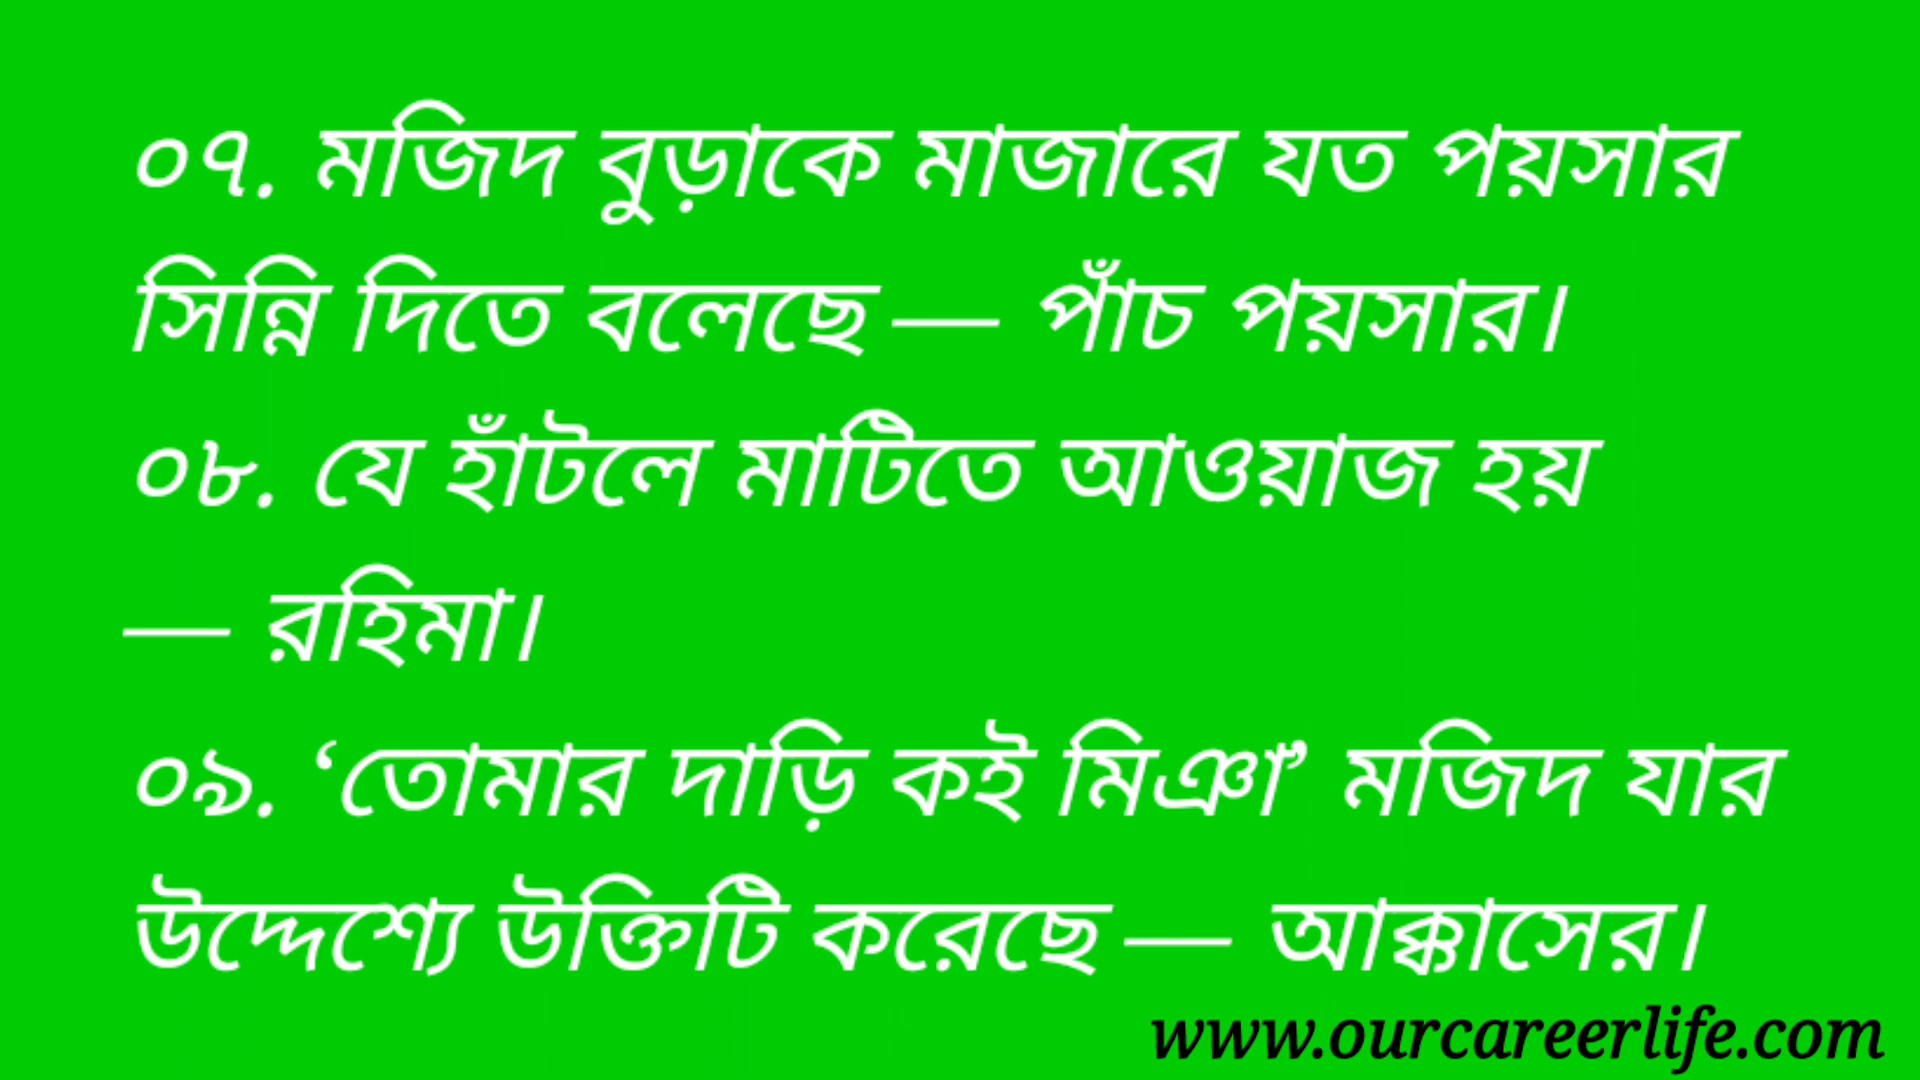 ০৭. মজিদ বুড়াকে মাজারে যত পয়সার
সিন্নি দিতে বলেছে — পাঁচ পয়সার।
০৮. যে হাঁটলে মাটিতে আওয়াজ হয়
— রহিমা।
০৯. ‘তোমার দাড়ি কই মিঞা’ মজিদ যার
উদ্দেশ্যে উক্তিটি করেছে — আক্কাসের।
www.ourcareerlife.com